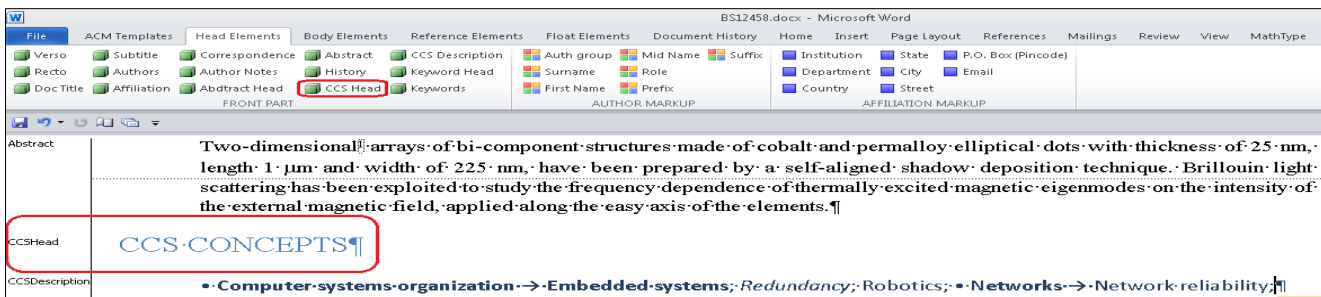 W BS12458.docx - Microsoft Word
File ACM Templates Head Elements Body Elements Reference Elements Float Elements Document History Home Insert Page Layout References Mailings Review View MathType
Verso Subtitle Correspondence Abstract CCS Description Auth group Mid Name Suffix Institution State P.O. Box (Pincode)
Recto Authors Author Notes History Keyword Head Surname Role Department City Email
Doc Title Affiliation Abdtract Head CCS Head Keywords First Name Prefix Country Street
FRONT PART AUTHOR MARKUP AFFILIATION MARKUP
Abstract Two-dimensional·arrays·of·bi-component·structures·made·of·cobalt·and·permalloy·elliptical·dots·with·thickness·of·25·nm,·
length·1·µm·and·width·of·225·nm,·have·been·prepared·by·a·self-aligned·shadow·deposition·technique.·Brillouin·light·
scattering·has·been·exploited·to·study·the·frequency·dependence·of·thermally·excited·magnetic·eigenmodes·on·the·intensity·of·
the·external·magnetic·field,·applied·along·the·easy·axis·of·the·elements.¶
CCSHead CCS·CONCEPTS¶
CCSDescription •·Computer·systems·organization·→·Embedded·systems;·Redundancy;·Robotics;·•·Networks·→·Network·reliability;¶